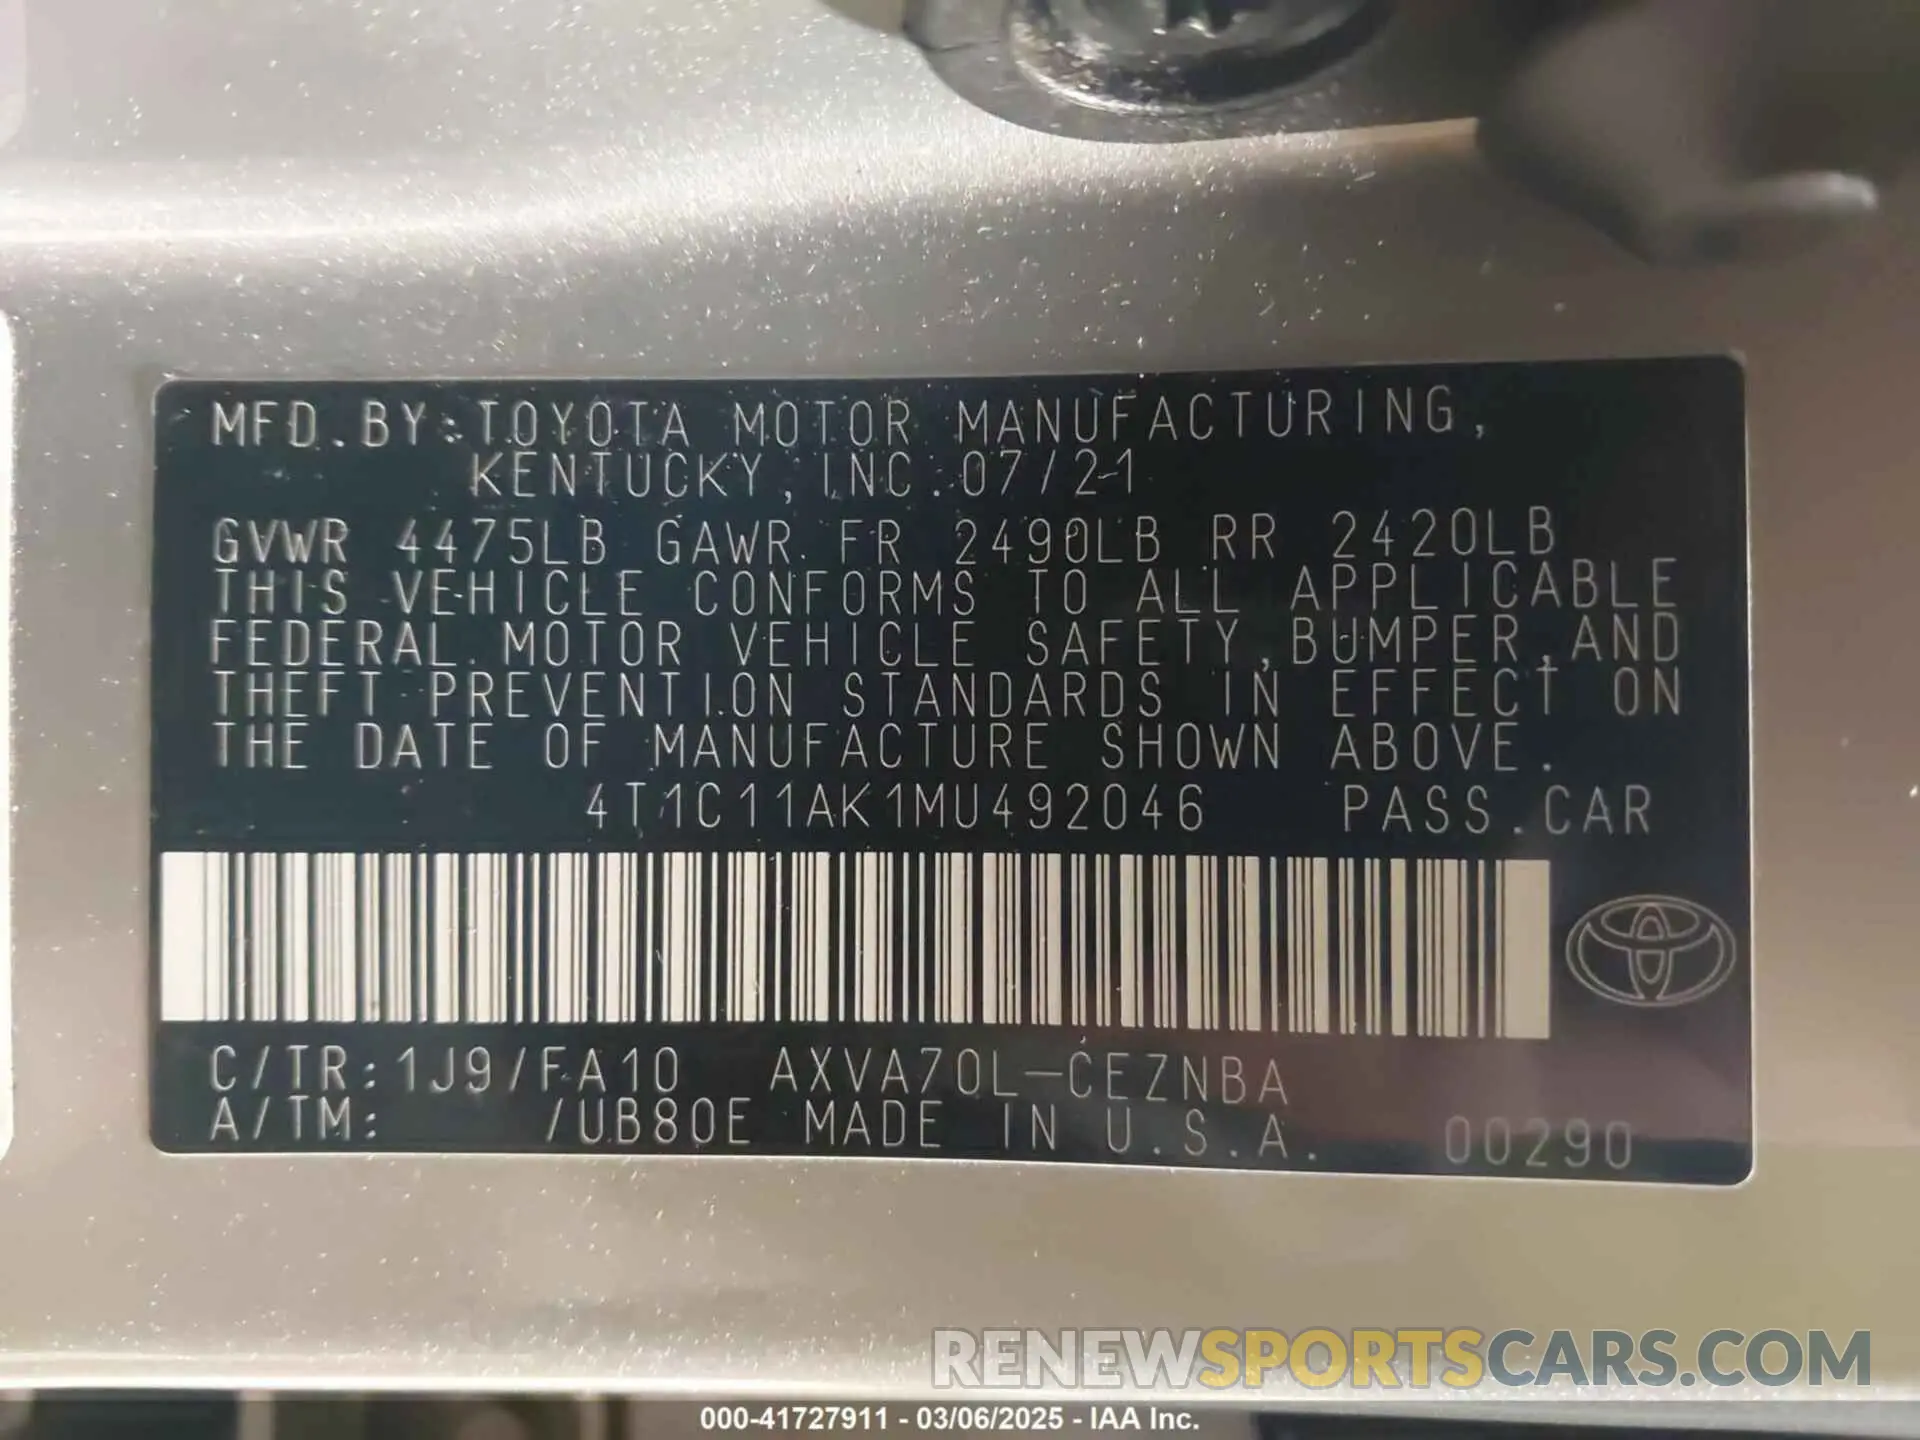 MFD. BY: TOYOTA MOTOR MANUFACTURING,
KENTUCKY, INC. 07/21
GVWR 4475LB GAWR FR 2490LB RR 2420LB
THIS VEHICLE CONFORMS TO ALL APPLICABLE
FEDERAL MOTOR VEHICLE SAFETY, BUMPER, AND
THEFT PREVENTION STANDARDS IN EFFECT ON
THE DATE OF MANUFACTURE SHOWN ABOVE.
4T1C11AK1MU492046 PASS. CAR
C/TR: 1J9/FA10 AXVA70L-CEZNBA
A/TM: /UB80E MADE IN U.S.A. 00290
RENEWSPORTSCARS.COM
000-41727911 - 03/06/2025 - IAA Inc.